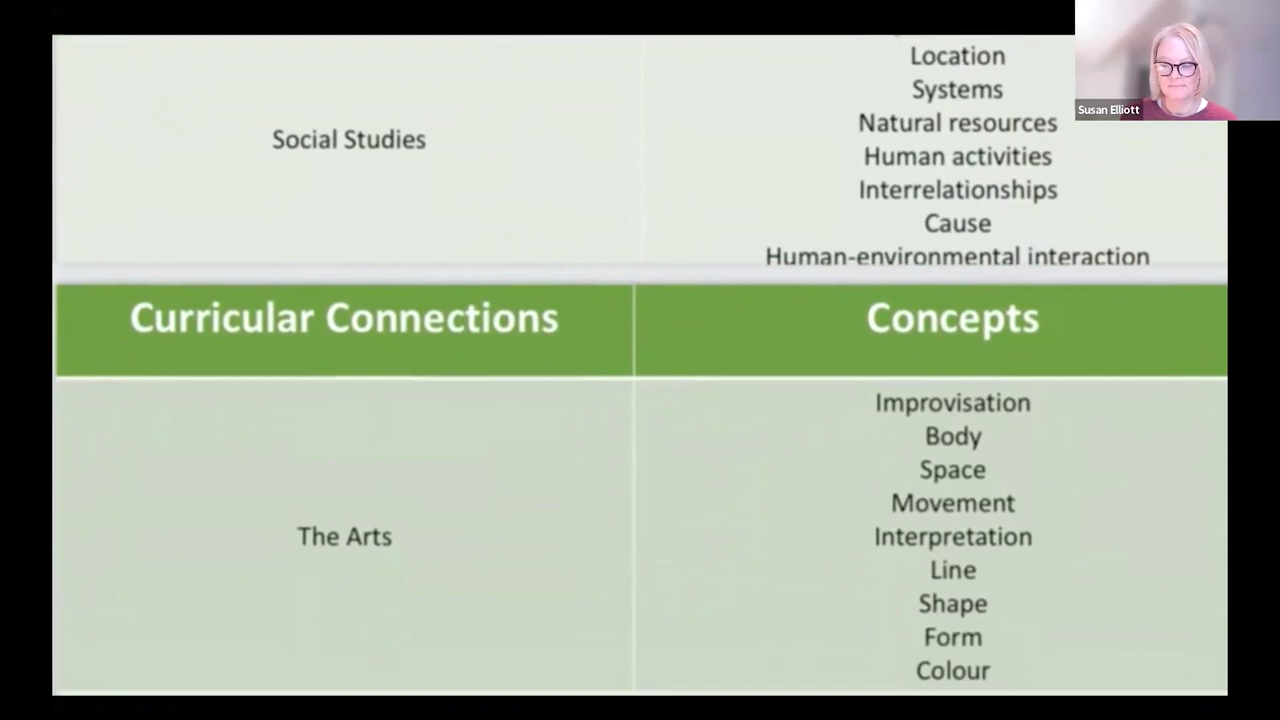 Location
Systems
Social Studies
Natural resources
Human activities
Interrelationships
Cause
Human-environmental interaction
Susan Elliott
Curricular Connections
Concepts
The Arts
Improvisation
Body
Space
Movement
Interpretation
Line
Shape
Form
Colour